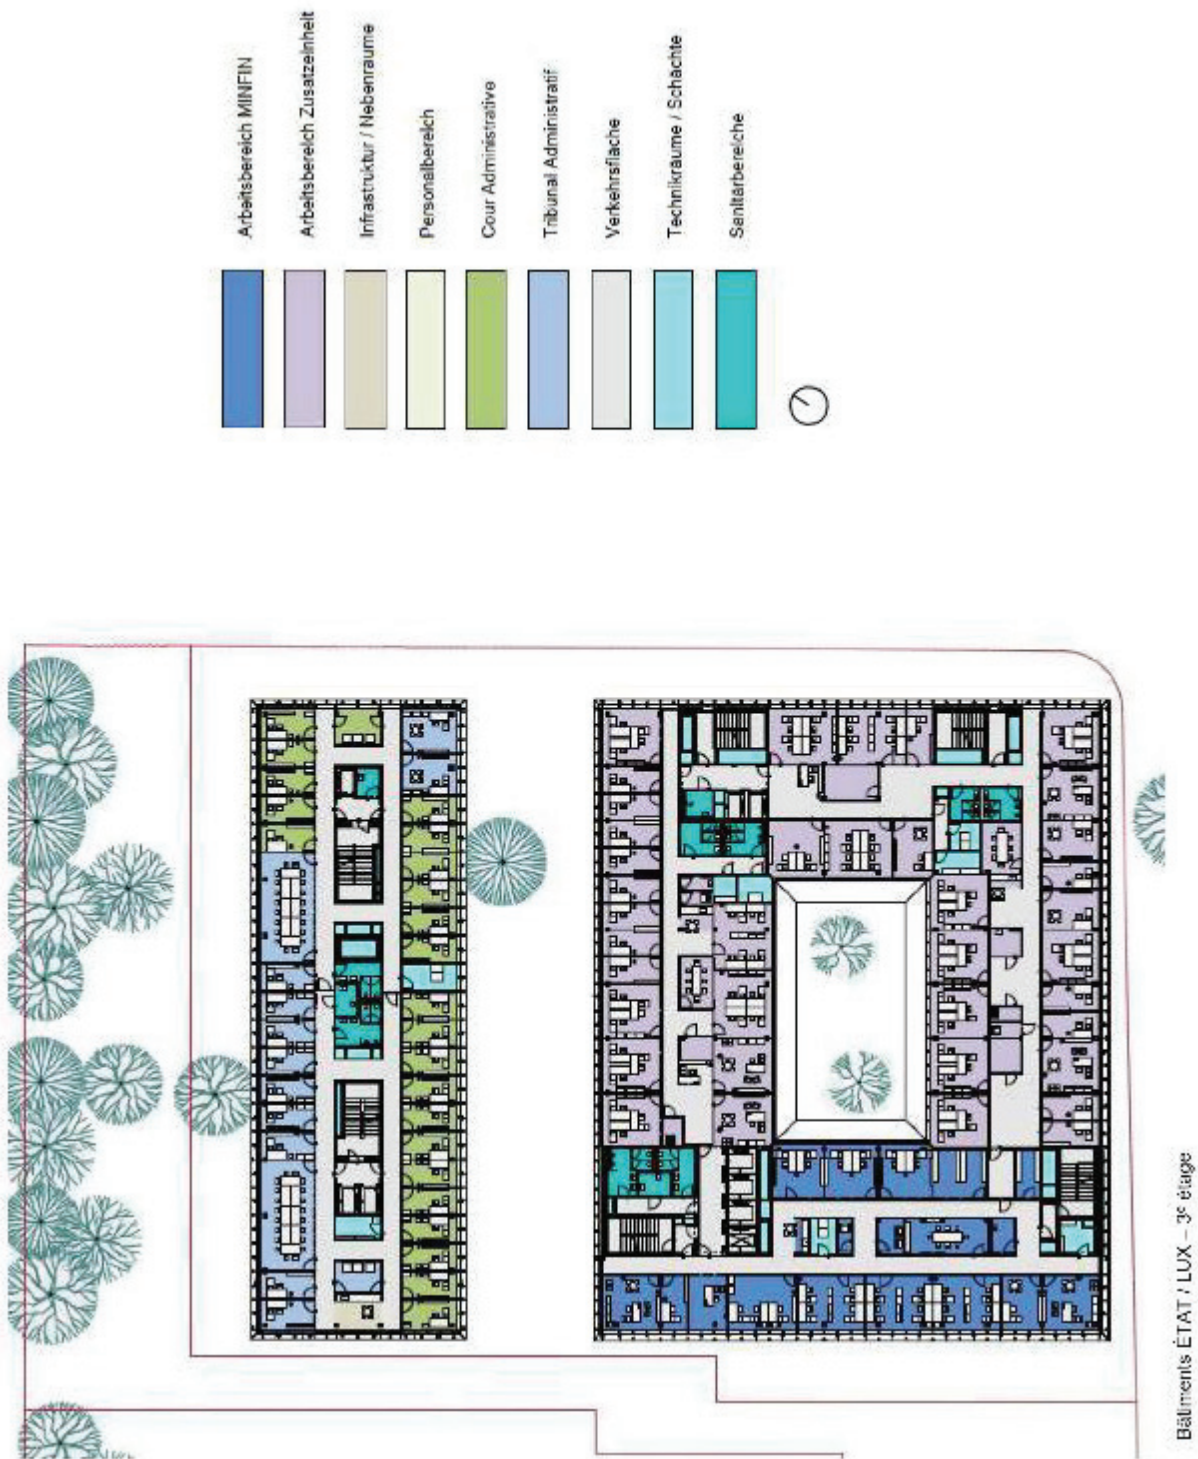 Arbeitsbereich MINFIN
Arbeitsbereich Zusatzeinheit
Infrastruktur / Nebenräume
Personalbereich
Cour Administrative
Tribunal Administratif
Verkehrsfläche
Technikräume / Schächte
Sanitärbereiche
Bâtiments ÉTAT / LUX – 3e étage